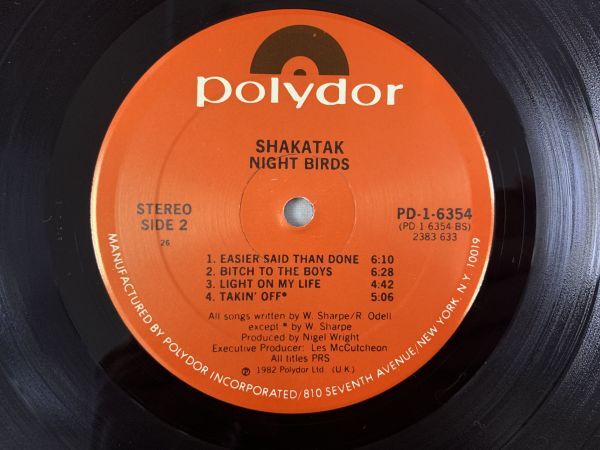 polydor
SHAKATAK
NIGHT BIRDS
STEREO
SIDE 2
26
PD-1-6354
(PD 1 6354 BS)
2383 633
1. EASIER SAID THAN DONE 6:10
2. BITCH TO THE BOYS 6:28
3. LIGHT ON MY LIFE 4:42
4. TAKIN' OFF* 5:06
All songs written by W. Sharpe/R. Odell
except * by W. Sharpe
Produced by Nigel Wright
Executive Producer: Les McCutcheon
All titles PRS
℗ 1982 Polydor Ltd. (U.K.)
MANUFACTURED BY POLYDOR INCORPORATED/810 SEVENTH AVENUE/NEW YORK, N.Y. 10019